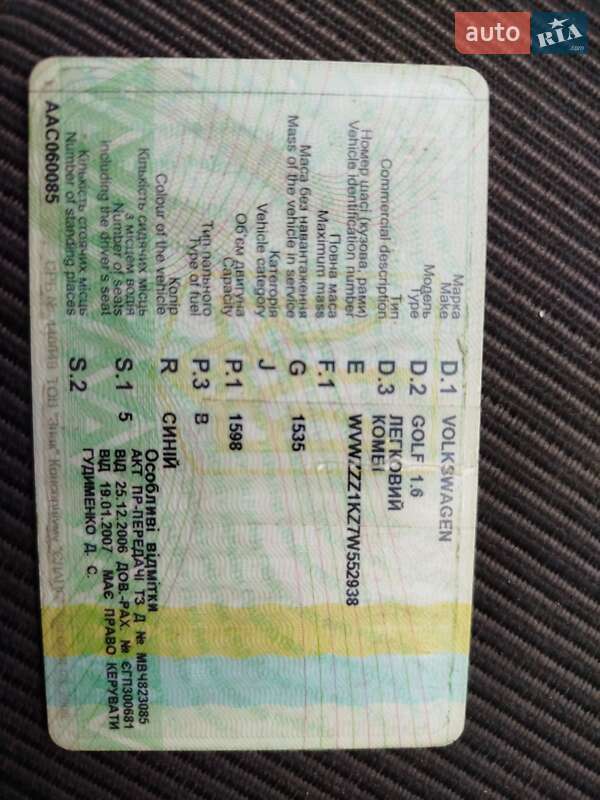 auto RIA.com
Марка
Make D.1 VOLKSWAGEN
Модель
Type D.2 GOLF 1.6
Тип
Commercial description D.3 ЛЕГКОВИЙ
КОМБІ
Номер шасі (кузова, рами)
Vehicle identification number E WVWZZZ1KZ7W552938
Повна маса
Maximum mass F.1
Маса без навантаження
Mass of the vehicle in service G 1535
Категорія
Vehicle category J
Об'єм двигуна
Capacity P.1 1598
Тип пального
Type of fuel P.3 B
Колір
Colour of the vehicle R СИНІЙ
Кількість сидячих місць
з місцем водія
Number of seats
including the driver's seat S.1 5
Кількість стоячих місць
Number of standing places S.2
Особливі відмітки
АКТ ПР-ПЕРЕДАЧІ ТЗ Д № МВЧ823085
ВІД 25.12.2006 ДОВ.-РАХ. № ЄГП300681
ВІД 19.01.2007 МАЄ ПРАВО КЕРУВАТИ
ГУДИМЕНКО Д. С.
ААС060085